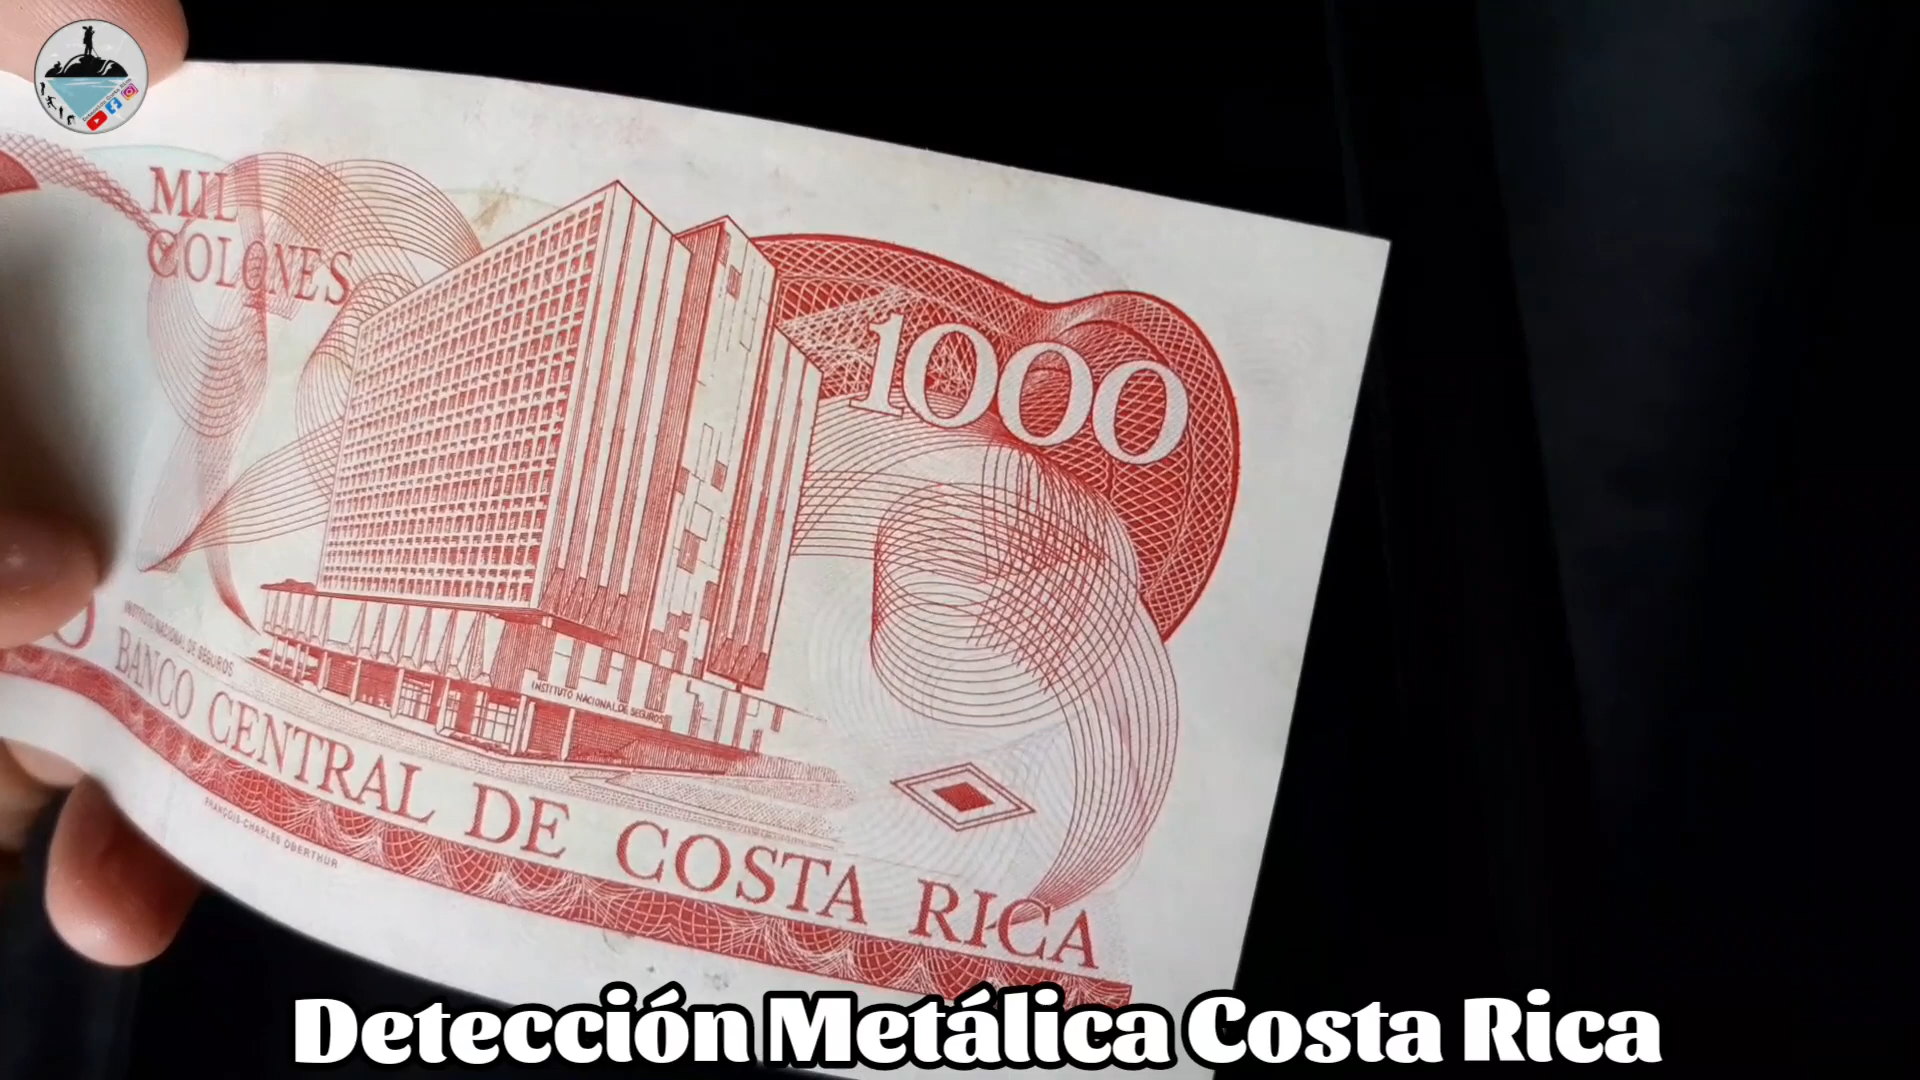 MIL
COLONES
1000
INSTITUTO NACIONAL DE SEGUROS
INSTITUTO NACIONAL DE SEGUROS
BANCO CENTRAL DE COSTA RICA
FRANÇOIS-CHARLES OBERTHUR
Detección Metálica Costa Rica